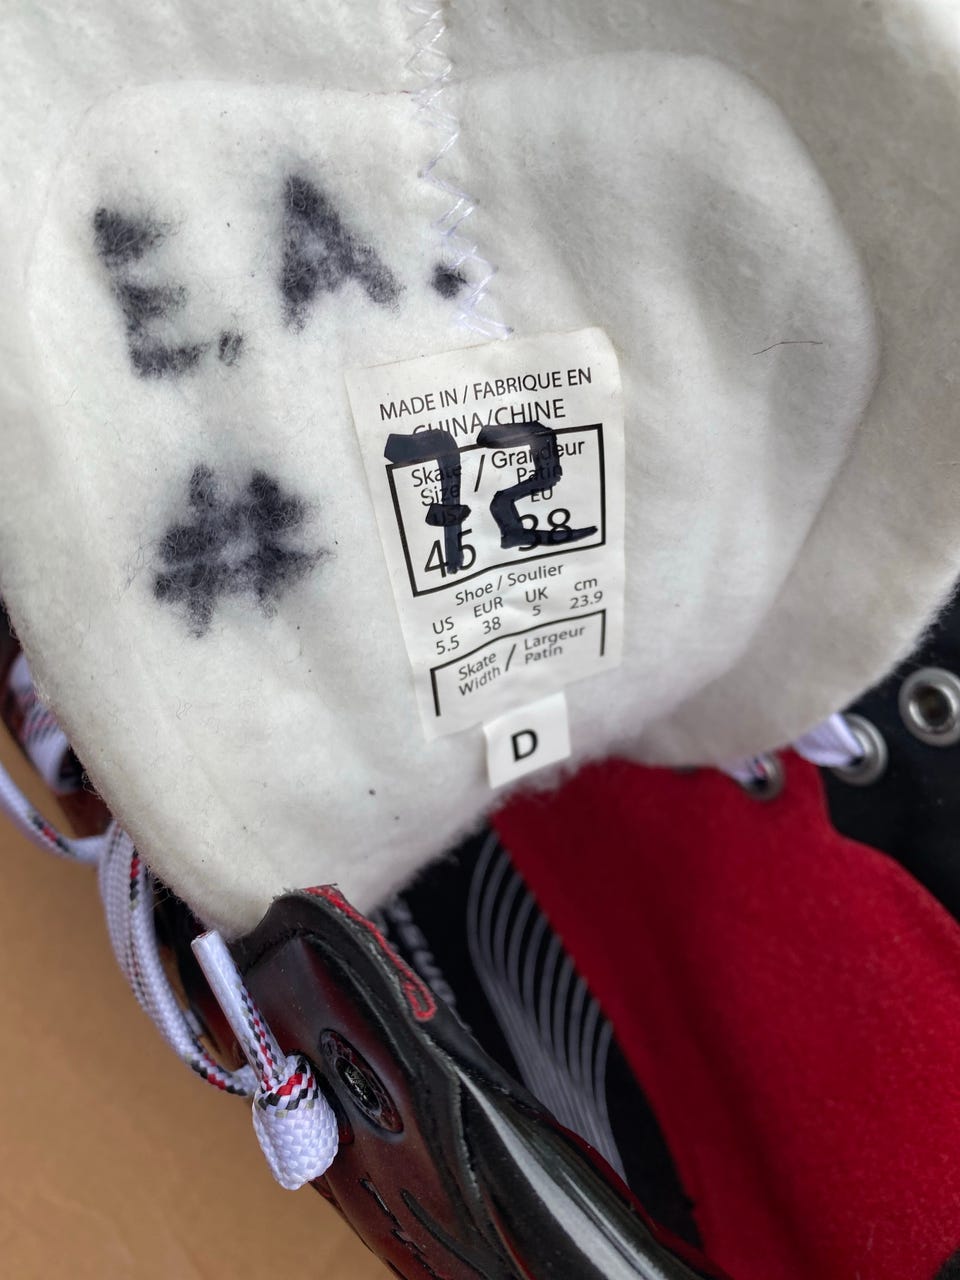 E. A.
# 72
MADE IN / FABRIQUE EN
CHINA/CHINE
Skate Size / Grandeur Patin
US EU
4.5 38
Shoe / Soulier
US EUR UK cm
5.5 38 5 23.9
Skate Width / Largeur Patin
D